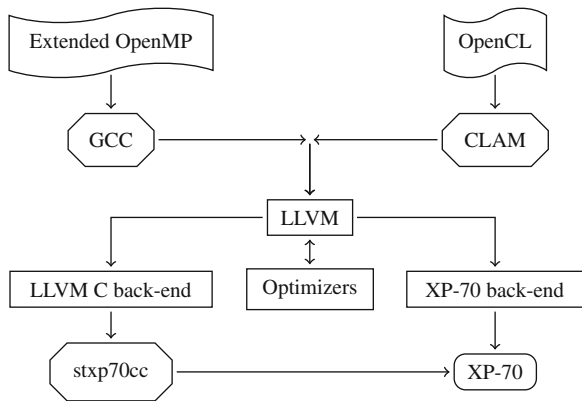 Extended OpenMP
OpenCL
GCC
CLAM
LLVM
LLVM C back-end
Optimizers
XP-70 back-end
stxp70cc
XP-70